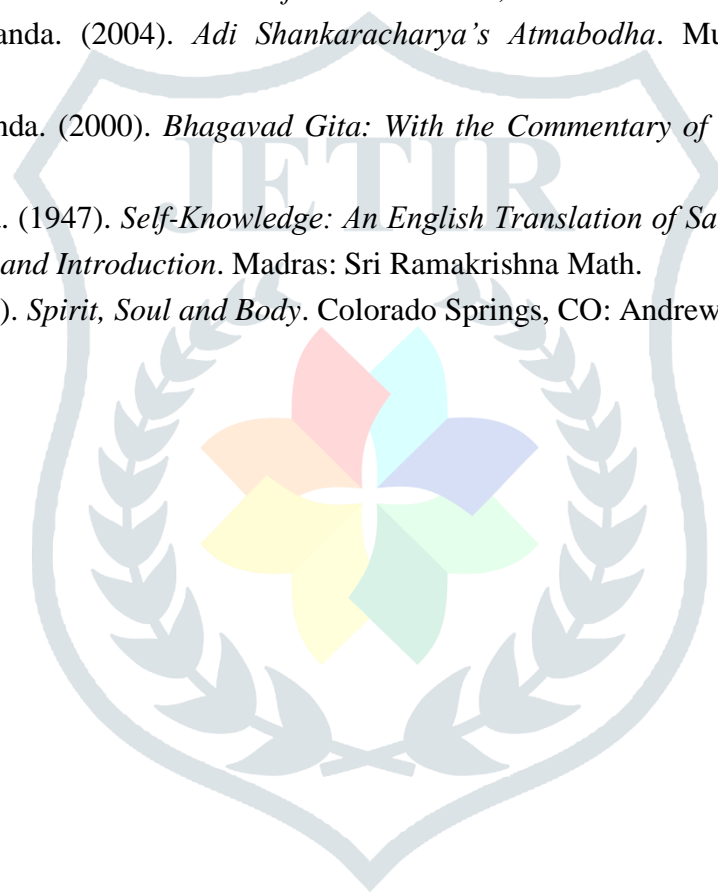 anda. (2004). Adi Shankaracharya’s Atmabodha. Mu
nda. (2000). Bhagavad Gita: With the Commentary of
. (1947). Self-Knowledge: An English Translation of Sa
and Introduction. Madras: Sri Ramakrishna Math.
). Spirit, Soul and Body. Colorado Springs, CO: Andrew
JETIR